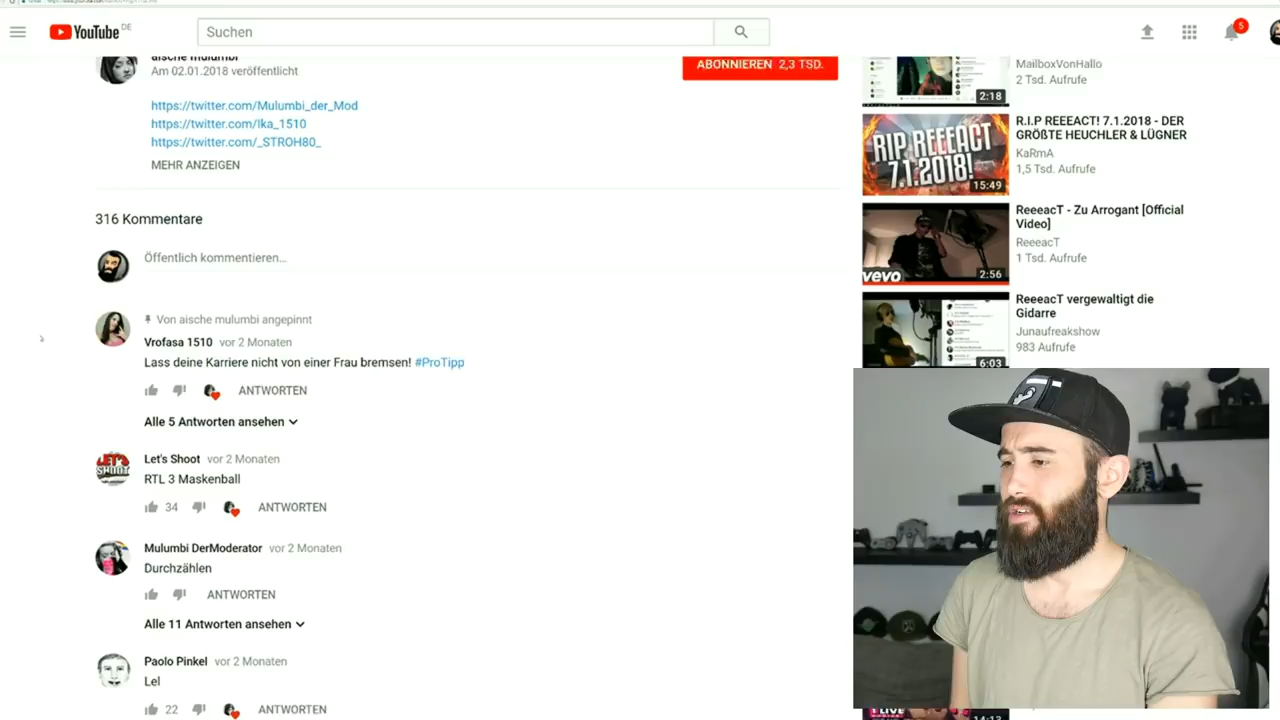 YouTube DE
Suchen
5
aische mulumbi
Am 02.01.2018 veröffentlicht
ABONNIEREN 2,3 TSD.
https://twitter.com/Mulumbi_der_Mod
https://twitter.com/Ika_1510
https://twitter.com/_STROH80_
MEHR ANZEIGEN
316 Kommentare
Öffentlich kommentieren...
Von aische mulumbi angepinnt
Vrofasa 1510 vor 2 Monaten
Lass deine Karriere nicht von einer Frau bremsen! #ProTipp
ANTWORTEN
Alle 5 Antworten ansehen
LET'S SHOOT
Let's Shoot vor 2 Monaten
RTL 3 Maskenball
34 ANTWORTEN
Mulumbi DerModerator vor 2 Monaten
Durchzählen
ANTWORTEN
Alle 11 Antworten ansehen
Paolo Pinkel vor 2 Monaten
Lel
22 ANTWORTEN
MailboxVonHallo
2 Tsd. Aufrufe
2:18
RIP REEEACT
7.1.2018!
15:49
R.I.P REEEACT! 7.1.2018 - DER
GRÖßTE HEUCHLER & LÜGNER
KaRmA
1,5 Tsd. Aufrufe
vevo
2:56
ReeeacT - Zu Arrogant [Official
Video]
ReeeacT
1 Tsd. Aufrufe
6:03
ReeeacT vergewaltigt die
Gidarre
Junaufreakshow
983 Aufrufe